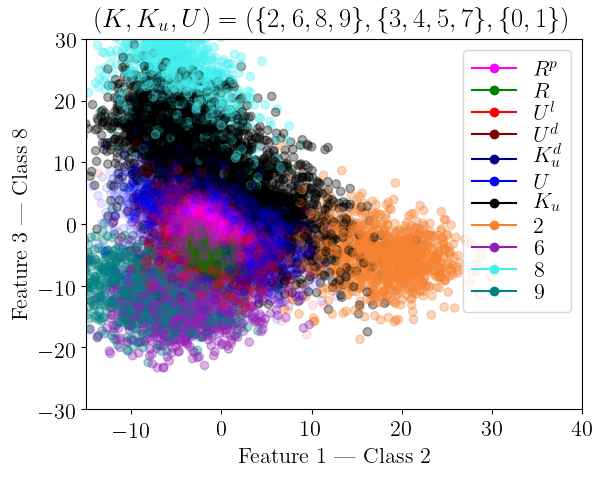 (K, K_u, U) = ({2, 6, 8, 9}, {3, 4, 5, 7}, {0, 1})
30
20
10
0
−10
−20
−30
Feature 3 — Class 8
R^p
R
U^l
U^d
K_u^d
U
K_u
2
6
8
9
−10
0
10
20
30
40
Feature 1 — Class 2